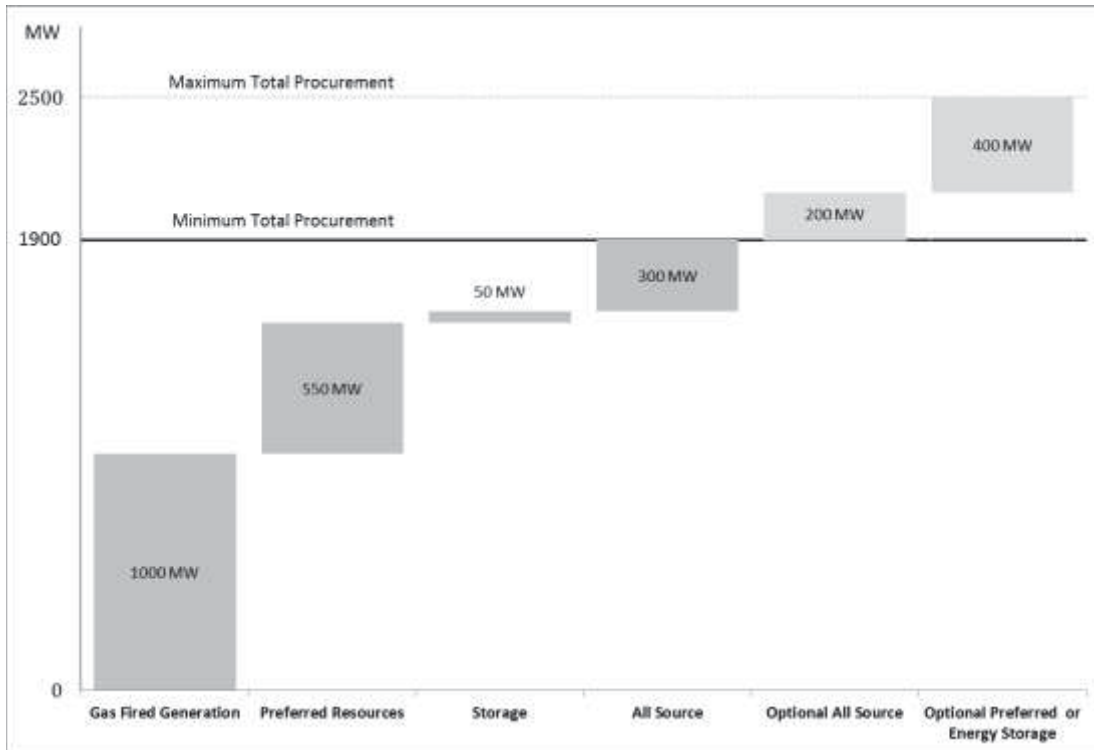 MW
Maximum Total Procurement
2500
400 MW
200 MW
Minimum Total Procurement
1900
300 MW
50 MW
550 MW
1000 MW
0
Gas Fired Generation
Preferred Resources
Storage
All Source
Optional All Source
Optional Preferred or
Energy Storage